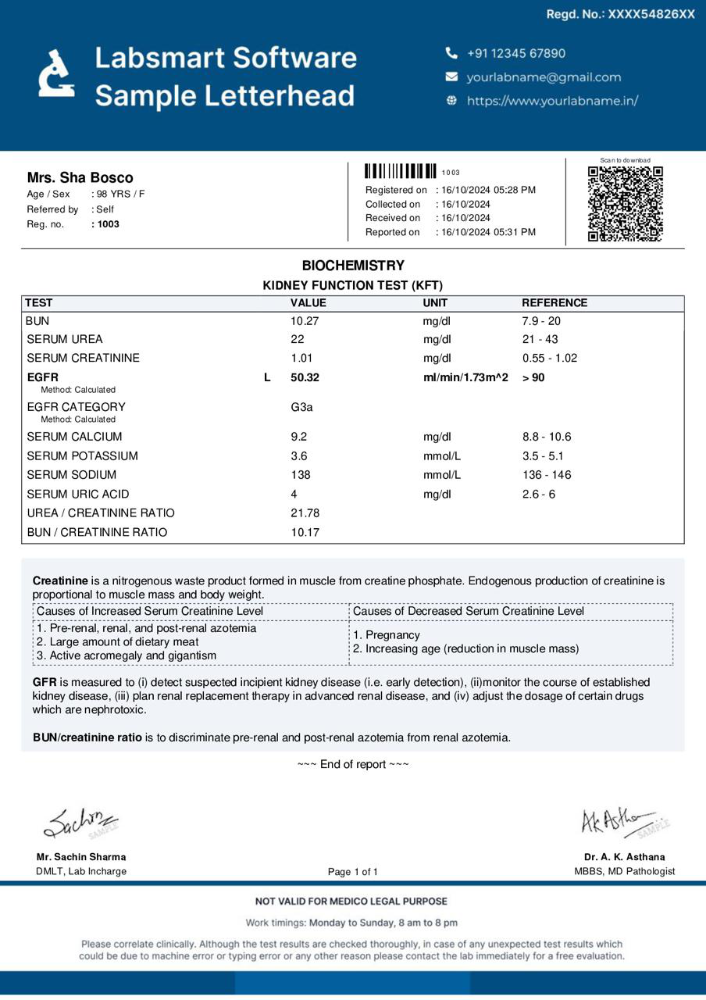 Regd. No.: XXXX54826XX
Labsmart Software
Sample Letterhead
+91 12345 67890
yourlabname@gmail.com
https://www.yourlabname.in/
Mrs. Sha Bosco
Age / Sex : 98 YRS / F
Referred by : Self
Reg. no. : 1003
1003
Registered on : 16/10/2024 05:28 PM
Collected on : 16/10/2024
Received on : 16/10/2024
Reported on : 16/10/2024 05:31 PM
Scan to download
BIOCHEMISTRY
KIDNEY FUNCTION TEST (KFT)
TEST VALUE UNIT REFERENCE
BUN 10.27 mg/dl 7.9 - 20
SERUM UREA 22 mg/dl 21 - 43
SERUM CREATININE 1.01 mg/dl 0.55 - 1.02
EGFR L 50.32 ml/min/1.73m^2 > 90
Method: Calculated
EGFR CATEGORY G3a
Method: Calculated
SERUM CALCIUM 9.2 mg/dl 8.8 - 10.6
SERUM POTASSIUM 3.6 mmol/L 3.5 - 5.1
SERUM SODIUM 138 mmol/L 136 - 146
SERUM URIC ACID 4 mg/dl 2.6 - 6
UREA / CREATININE RATIO 21.78
BUN / CREATININE RATIO 10.17
Creatinine is a nitrogenous waste product formed in muscle from creatine phosphate. Endogenous production of creatinine is
proportional to muscle mass and body weight.
Causes of Increased Serum Creatinine Level
1. Pre-renal, renal, and post-renal azotemia
2. Large amount of dietary meat
3. Active acromegaly and gigantism
Causes of Decreased Serum Creatinine Level
1. Pregnancy
2. Increasing age (reduction in muscle mass)
GFR is measured to (i) detect suspected incipient kidney disease (i.e. early detection), (ii)monitor the course of established
kidney disease, (iii) plan renal replacement therapy in advanced renal disease, and (iv) adjust the dosage of certain drugs
which are nephrotoxic.
BUN/creatinine ratio is to discriminate pre-renal and post-renal azotemia from renal azotemia.
~~~ End of report ~~~
Sachin
SAMPLE
Mr. Sachin Sharma
DMLT, Lab Incharge
Page 1 of 1
Ak Astha
SAMPLE
Dr. A. K. Asthana
MBBS, MD Pathologist
NOT VALID FOR MEDICO LEGAL PURPOSE
Work timings: Monday to Sunday, 8 am to 8 pm
Please correlate clinically. Although the test results are checked thoroughly, in case of any unexpected test results which
could be due to machine error or typing error or any other reason please contact the lab immediately for a free evaluation.